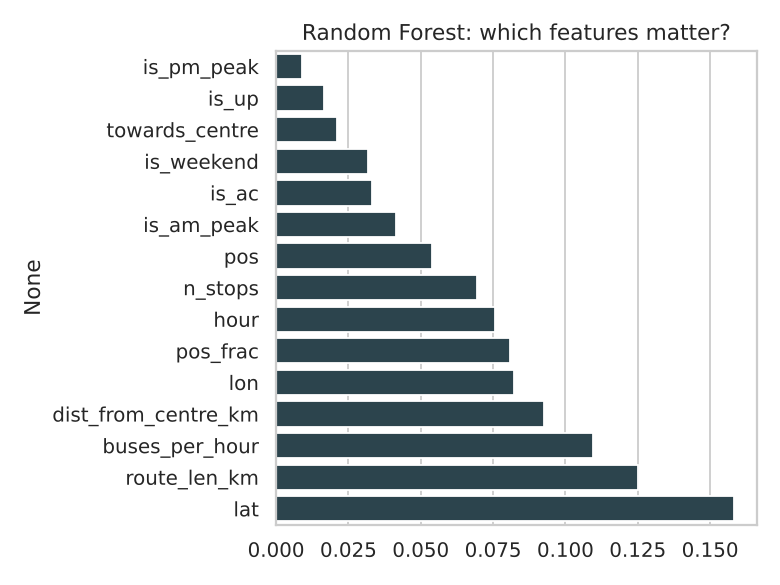 Random Forest: which features matter?
is_pm_peak
is_up
towards_centre
is_weekend
is_ac
is_am_peak
pos
n_stops
hour
pos_frac
lon
dist_from_centre_km
buses_per_hour
route_len_km
lat
None
0.000 0.025 0.050 0.075 0.100 0.125 0.150